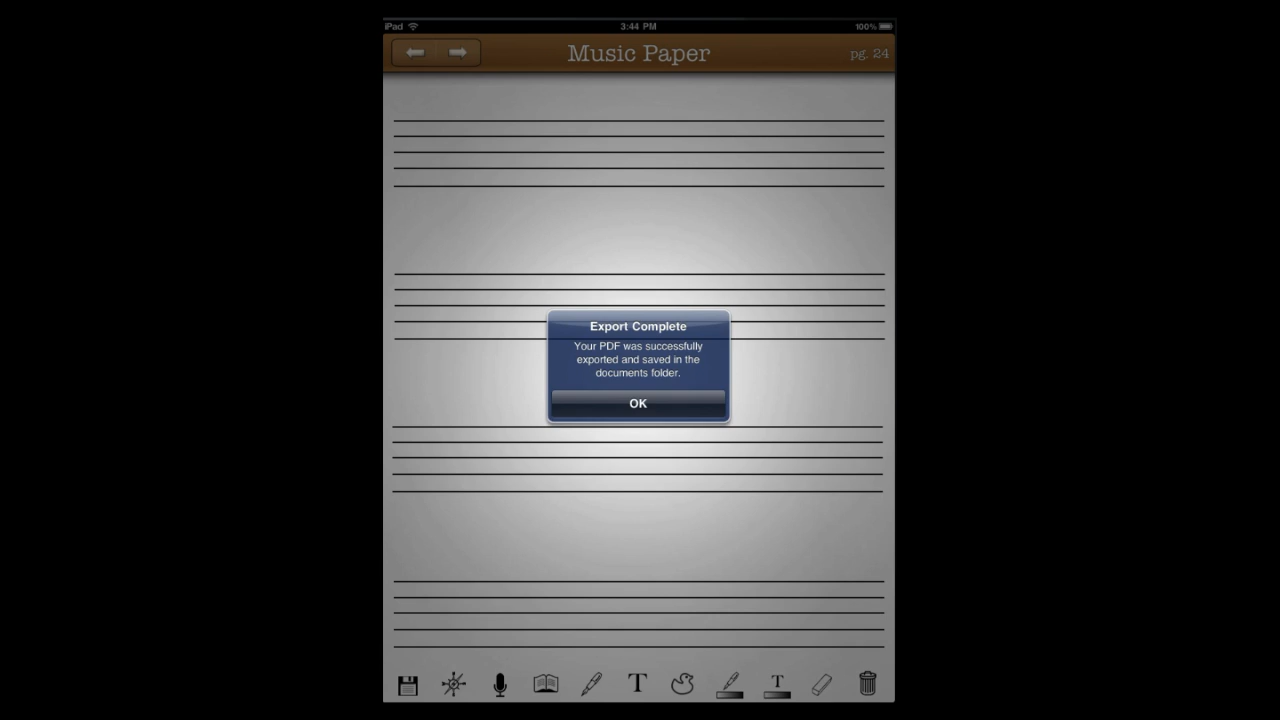 iPad 3:44 PM 100%
Music Paper pg. 24
Export Complete
Your PDF was successfully
exported and saved in the
documents folder.
OK
T T